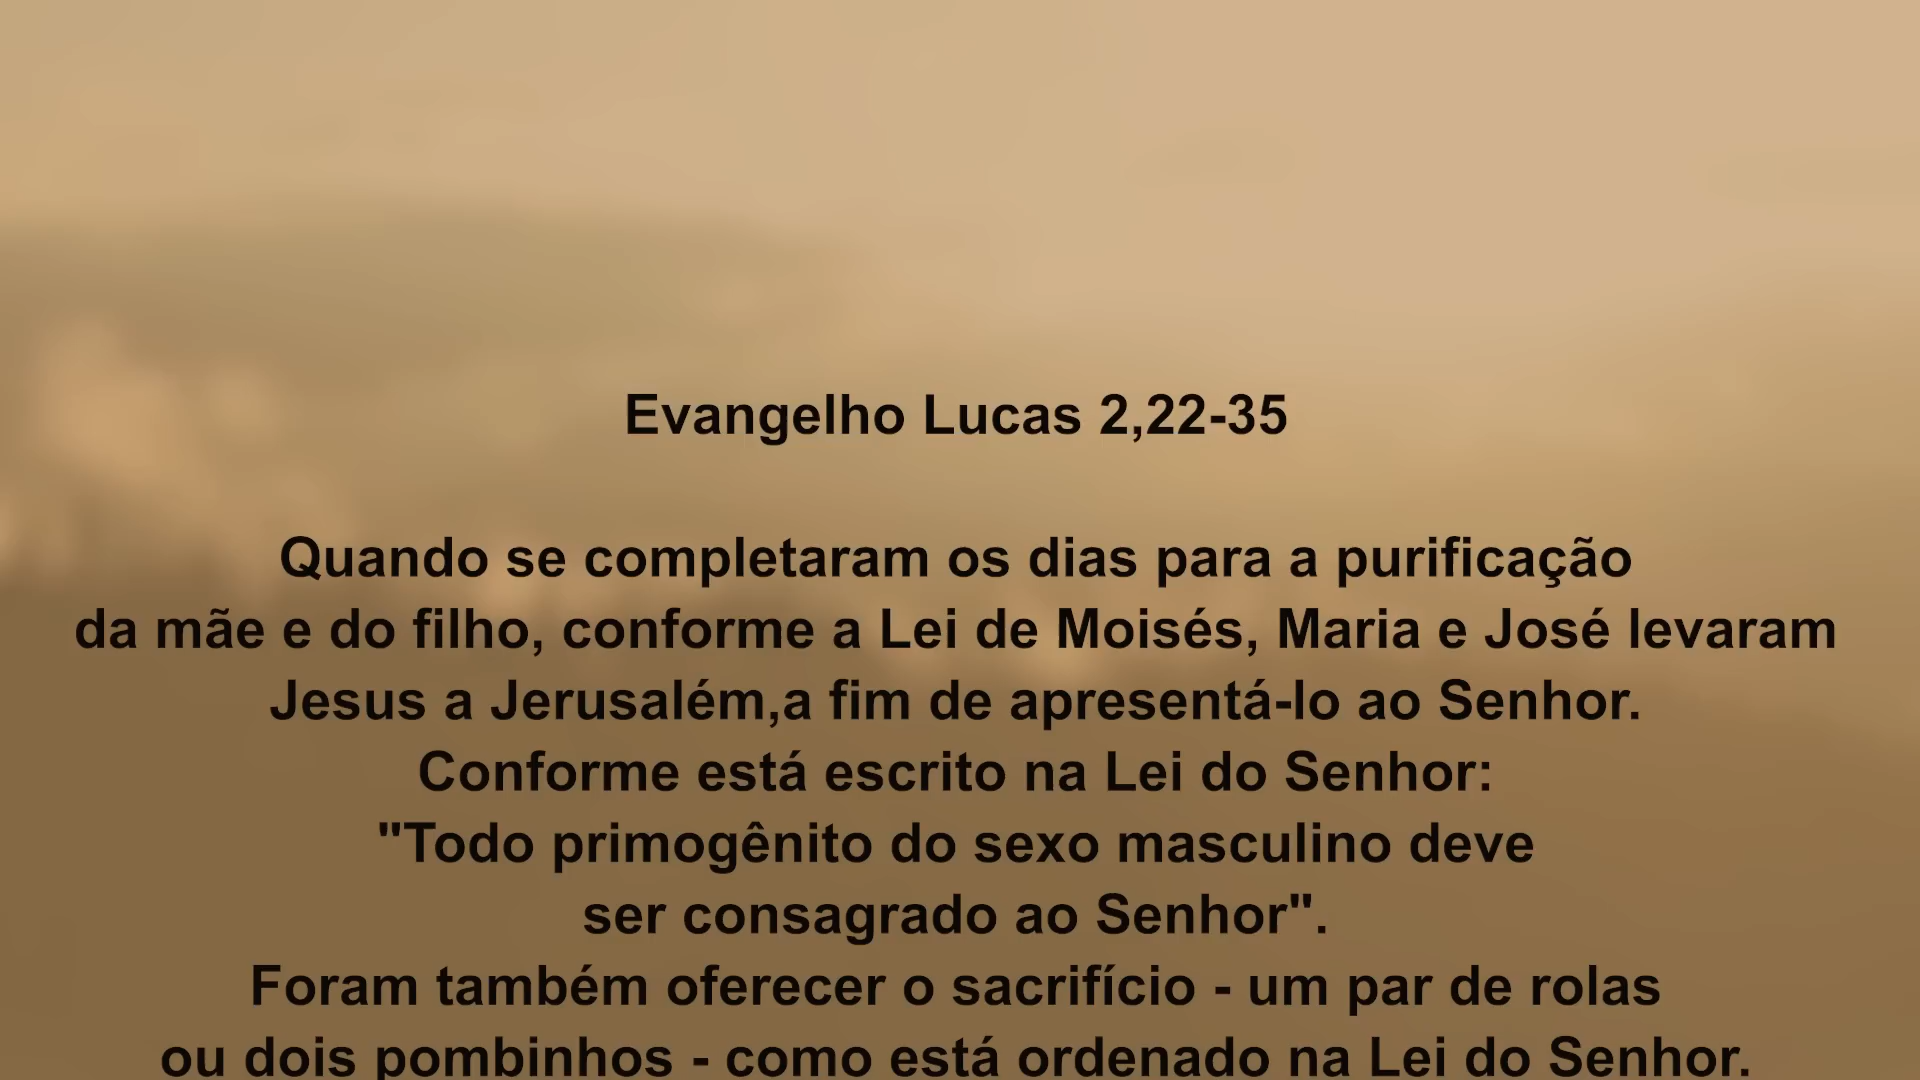 Evangelho Lucas 2,22-35
Quando se completaram os dias para a purificação
da mãe e do filho, conforme a Lei de Moisés, Maria e José levaram
Jesus a Jerusalém,a fim de apresentá-lo ao Senhor.
Conforme está escrito na Lei do Senhor:
"Todo primogênito do sexo masculino deve
ser consagrado ao Senhor".
Foram também oferecer o sacrifício - um par de rolas
ou dois pombinhos - como está ordenado na Lei do Senhor.